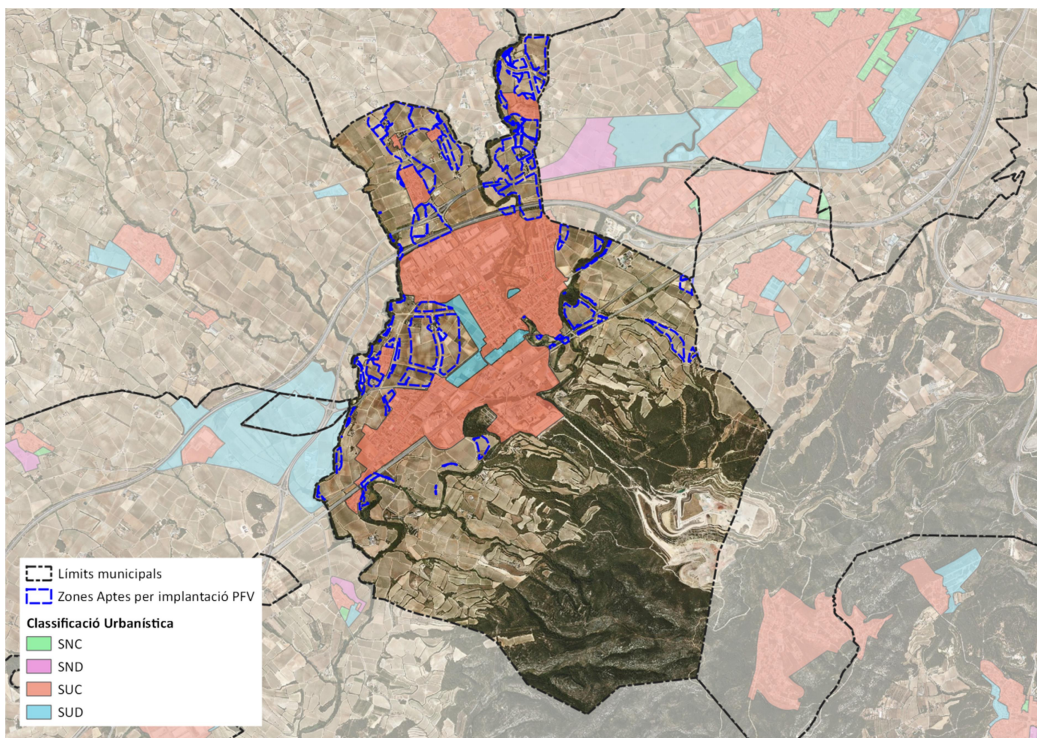 Límits municipals
Zones Aptes per implantació PFV
Classificació Urbanística
SNC
SND
SUC
SUD